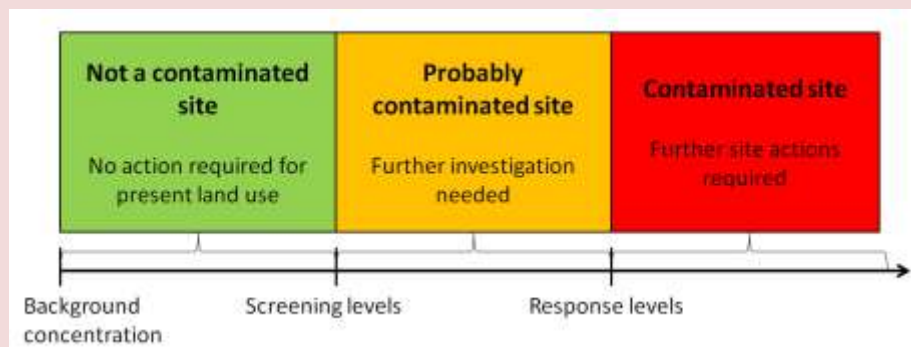 Not a contaminated
site
No action required for
present land use
Probably
contaminated site
Further investigation
needed
Contaminated site
Further site actions
required
Background
concentration
Screening levels
Response levels